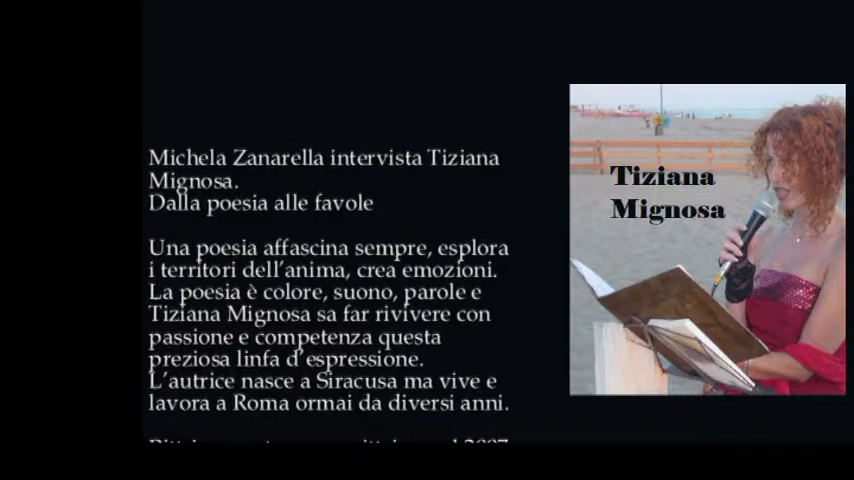 Michela Zanarella intervista Tiziana
Mignosa.
Dalla poesia alle favole
Una poesia affascina sempre, esplora
i territori dell'anima, crea emozioni.
La poesia è colore, suono, parole e
Tiziana Mignosa sa far rivivere con
passione e competenza questa
preziosa linfa d'espressione.
L'autrice nasce a Siracusa ma vive e
lavora a Roma ormai da diversi anni.
Tiziana
Mignosa